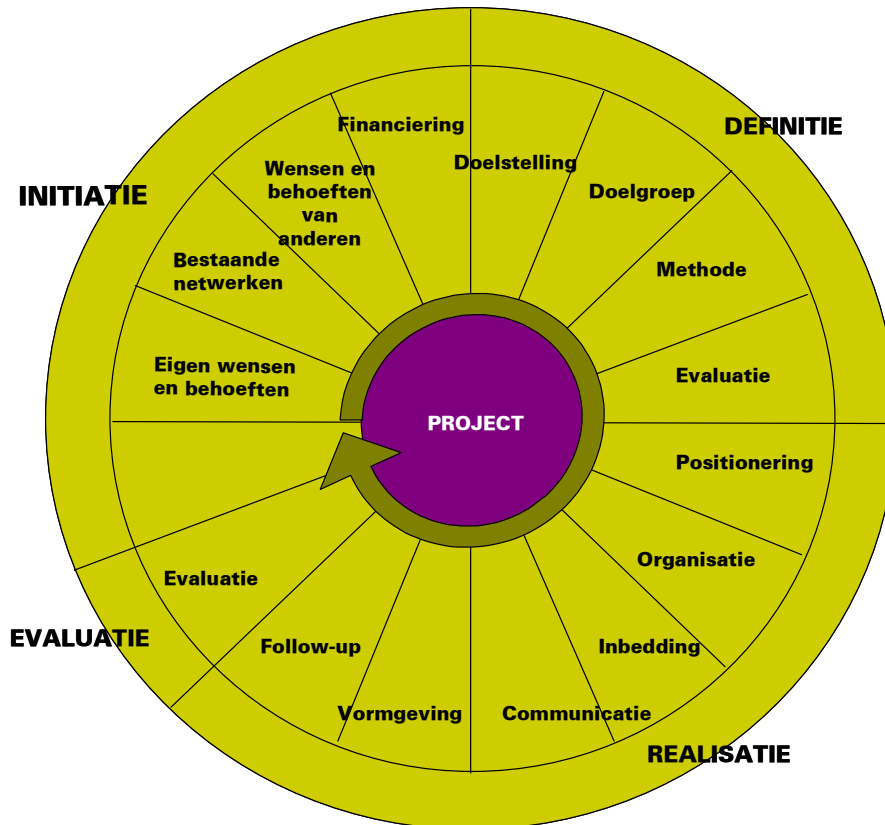 INITIATIE
Financiering
Wensen en
behoeften
van
anderen
Bestaande
netwerken
Eigen wensen
en behoeften
DEFINITIE
Doelstelling
Doelgroep
Methode
Evaluatie
PROJECT
Positionering
Organisatie
Inbedding
Communicatie
REALISATIE
Vormgeving
Follow-up
Evaluatie
EVALUATIE